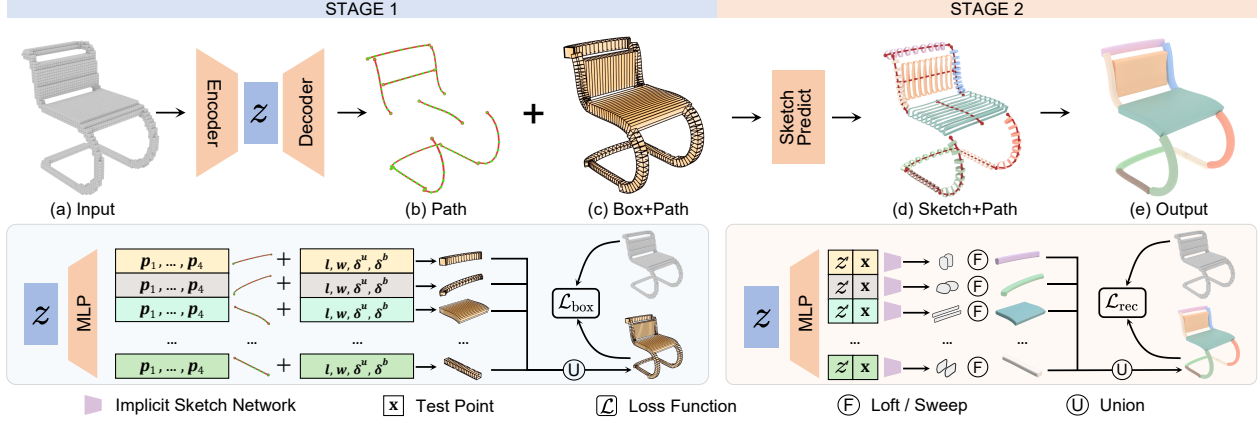 STAGE 1
STAGE 2
Encoder
z
Decoder
+
Sketch
Predict
(a) Input
(b) Path
(c) Box+Path
(d) Sketch+Path
(e) Output
z
MLP
p₁, ... , p₄ + l, w, δᵘ, δᵇ
p₁, ... , p₄ + l, w, δᵘ, δᵇ
p₁, ... , p₄ + l, w, δᵘ, δᵇ
... ... ... ...
p₁, ... , p₄ + l, w, δᵘ, δᵇ
U
ℒbox
z
MLP
z x F
z x F
z x F
... ... ...
z x F
U
ℒrec
Implicit Sketch Network
x Test Point
ℒ Loss Function
F Loft / Sweep
U Union